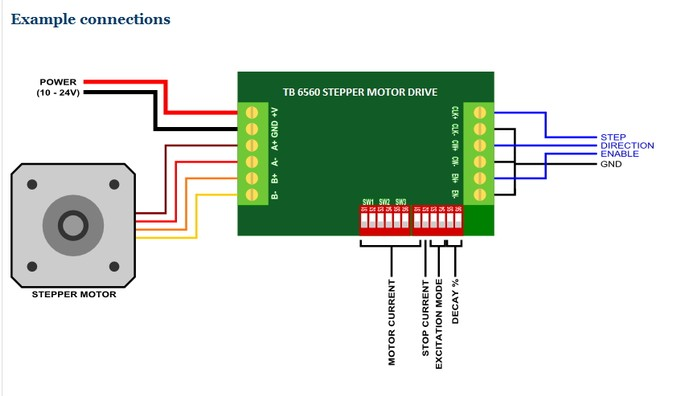 Example connections
POWER
(10 - 24V)
TB 6560 STEPPER MOTOR DRIVE
+V
GND
A+
A-
B+
B-
CLK+
CLK-
CW+
CW-
EN+
EN-
STEP
DIRECTION
ENABLE
GND
SW1 SW2 SW3
STEPPER MOTOR
MOTOR CURRENT
STOP CURRENT
EXCITATION MODE
DECAY %